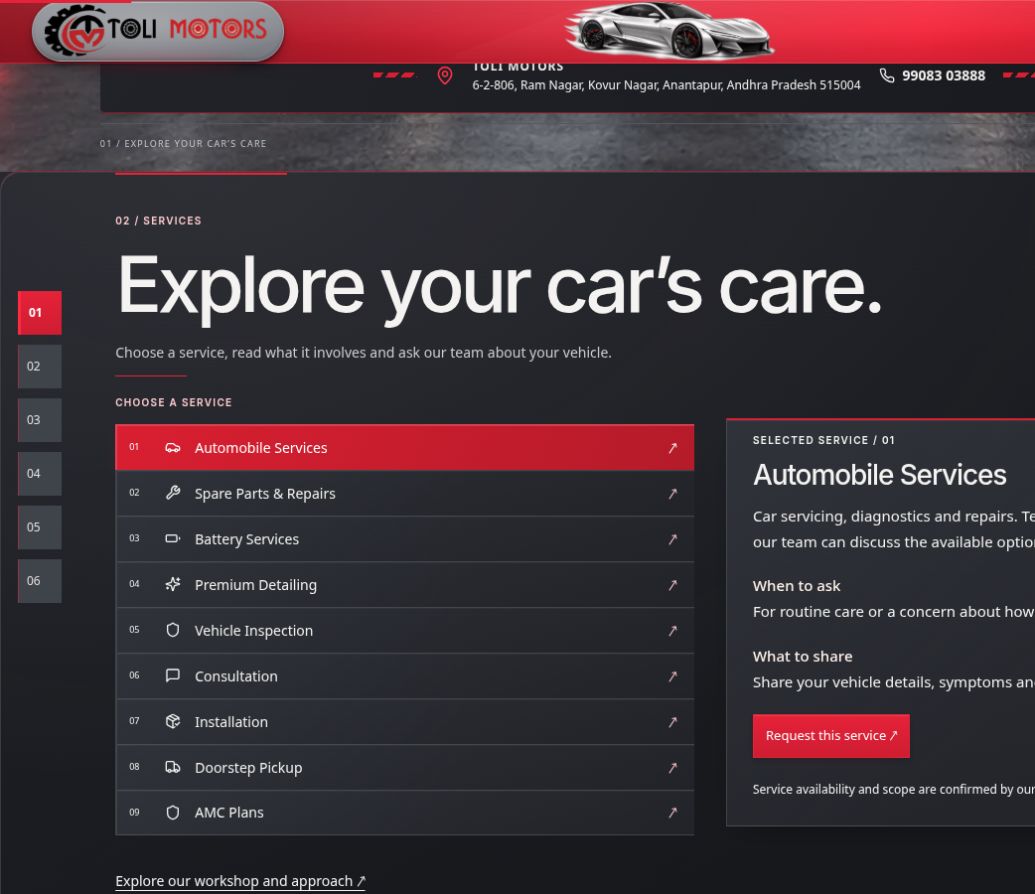 TOLI MOTORS
TOLI MOTORS
6-2-806, Ram Nagar, Kovur Nagar, Anantapur, Andhra Pradesh 515004
99083 03888
01 / EXPLORE YOUR CAR'S CARE
02 / SERVICES
Explore your car’s care.
Choose a service, read what it involves and ask our team about your vehicle.
CHOOSE A SERVICE
01
02
03
04
05
06
01 Automobile Services ↗
02 Spare Parts & Repairs ↗
03 Battery Services ↗
04 Premium Detailing ↗
05 Vehicle Inspection ↗
06 Consultation ↗
07 Installation ↗
08 Doorstep Pickup ↗
09 AMC Plans ↗
Explore our workshop and approach ↗
SELECTED SERVICE / 01
Automobile Services
Car servicing, diagnostics and repairs.
our team can discuss the available
When to ask
For routine care or a concern about how
What to share
Share your vehicle details, symptoms
Request this service ↗
Service availability and scope are confirmed by our